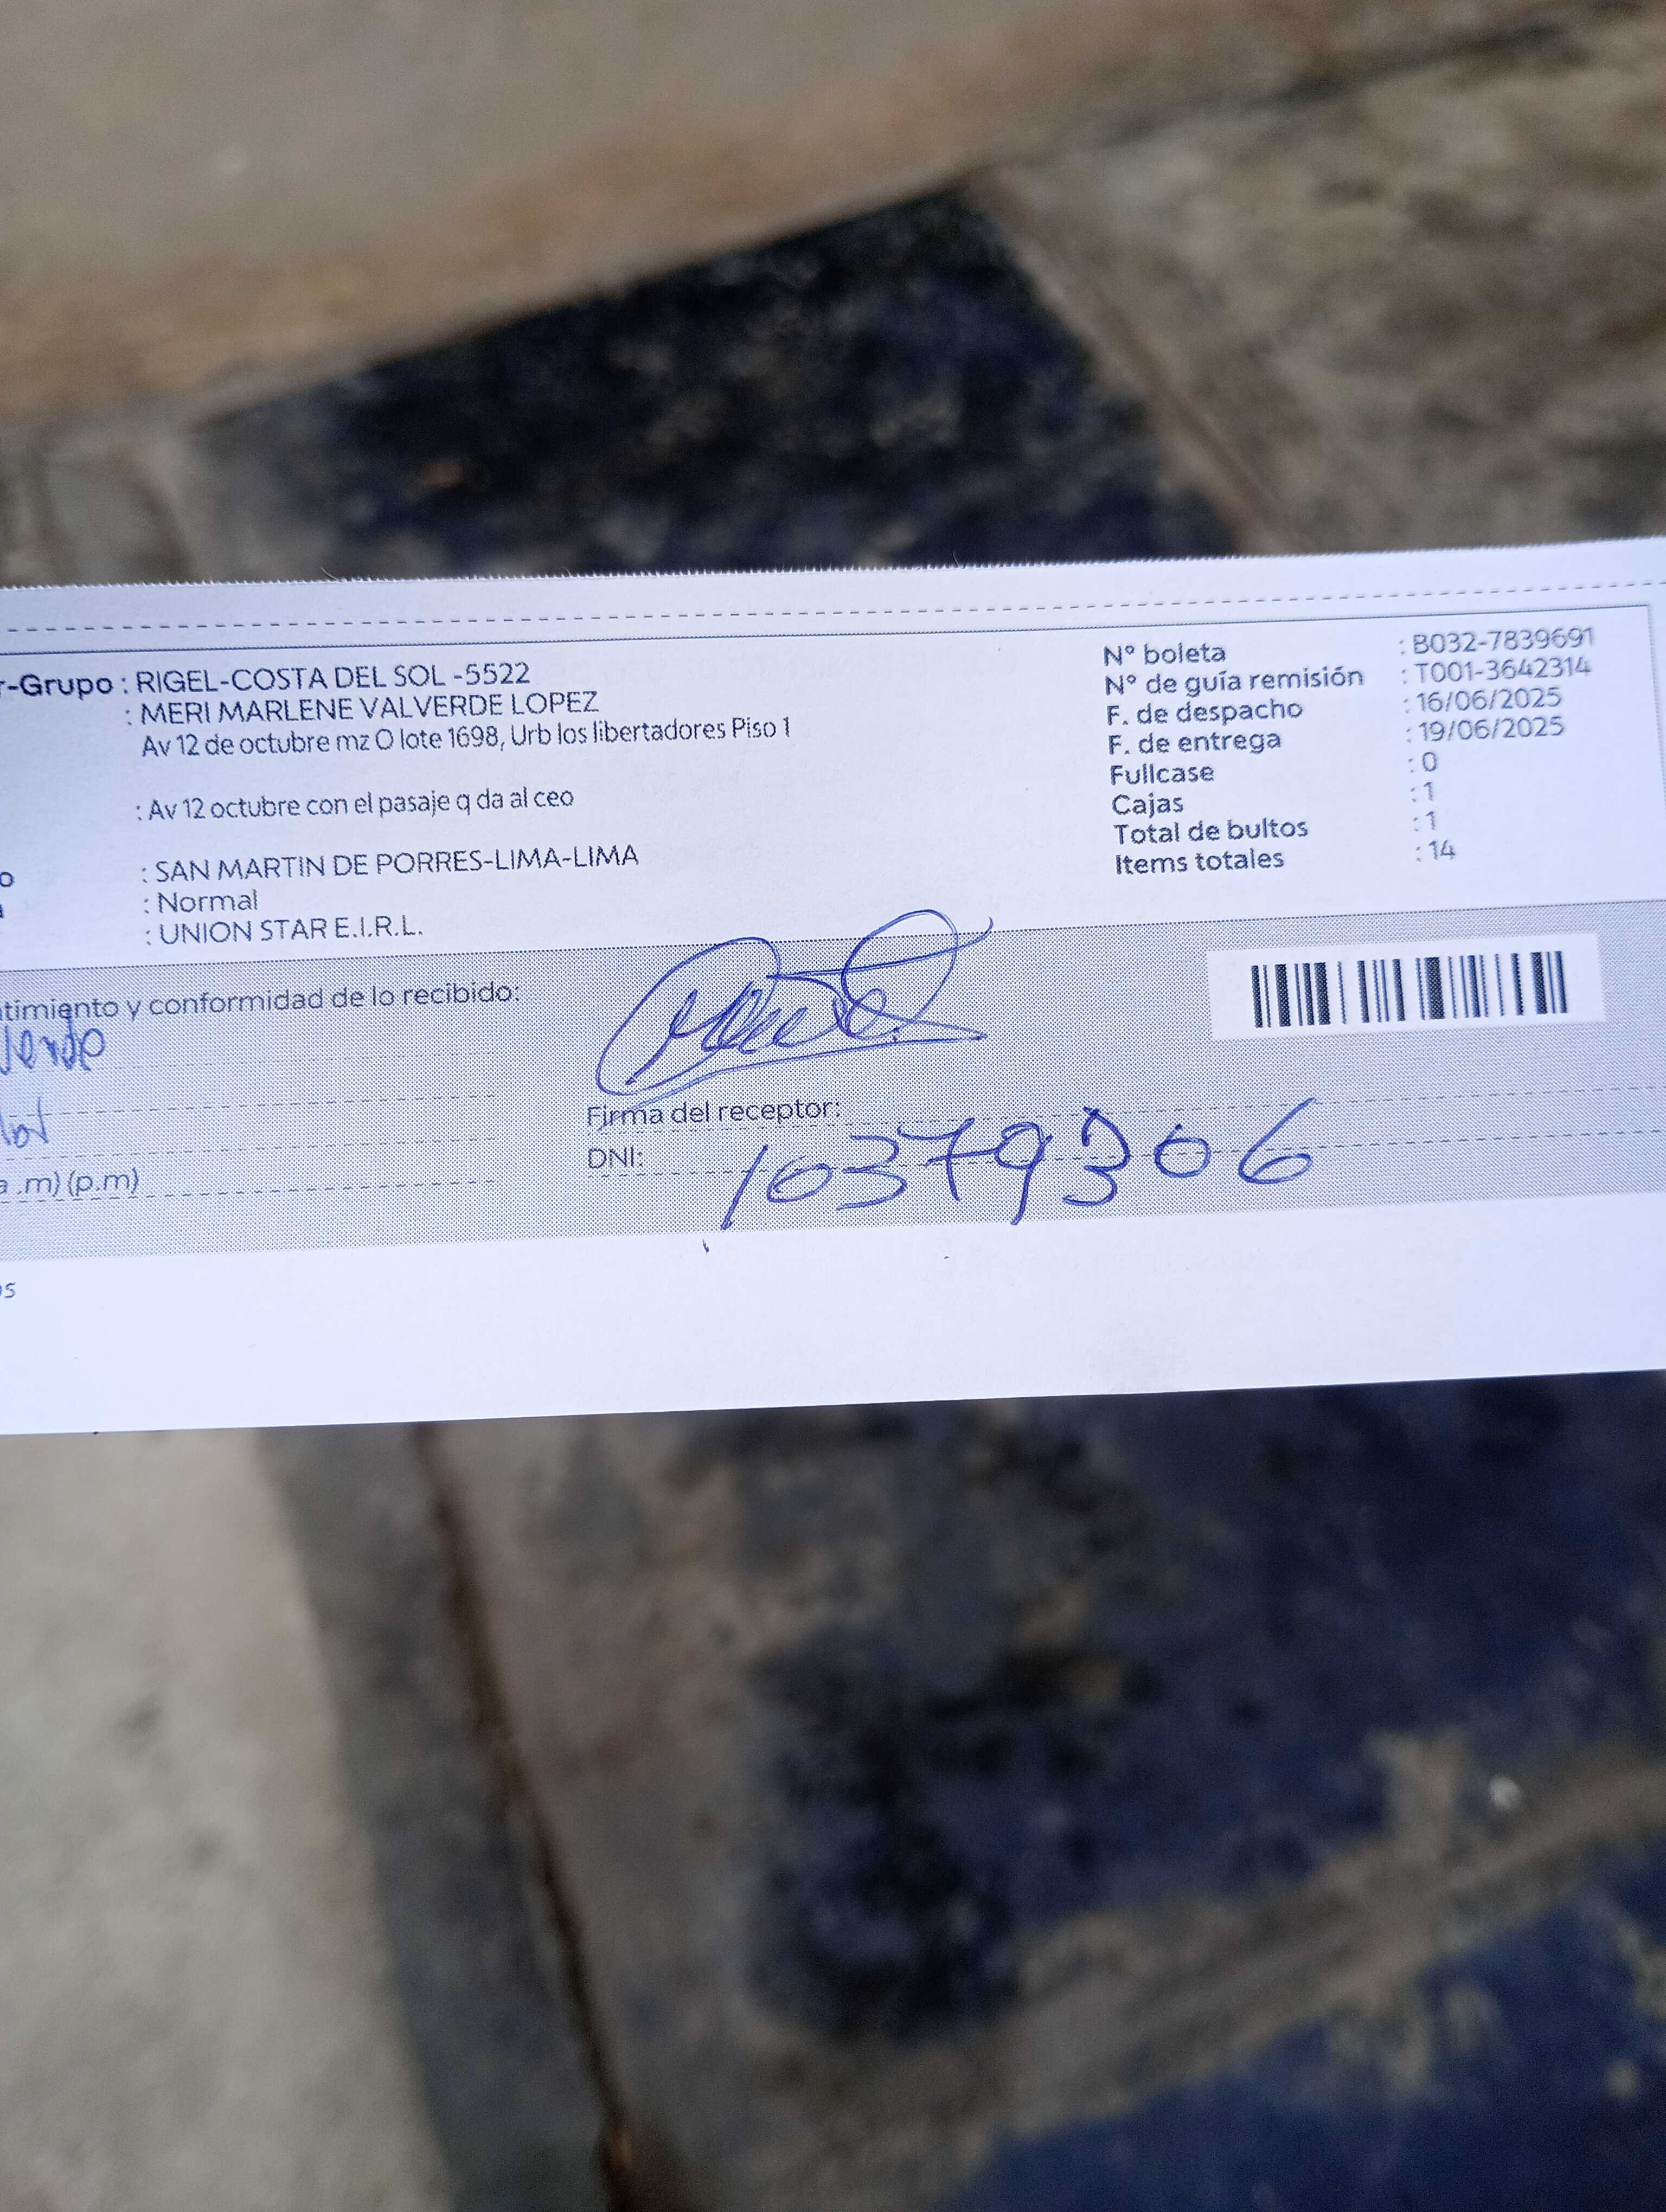 r-Grupo : RIGEL-COSTA DEL SOL -5522
: MERI MARLENE VALVERDE LOPEZ
Av 12 de octubre mz O lote 1698, Urb los libertadores Piso 1
: Av 12 octubre con el pasaje q da al ceo
o : SAN MARTIN DE PORRES-LIMA-LIMA
: Normal
: UNION STAR E.I.R.L.
N° boleta : B032-7839691
N° de guía remisión : T001-3642314
F. de despacho : 16/06/2025
F. de entrega : 19/06/2025
Fullcase : 0
Cajas : 1
Total de bultos : 1
Items totales : 14
timiento y conformidad de lo recibido:
a .m) (p.m)
Firma del receptor:
DNI: 10379306
05